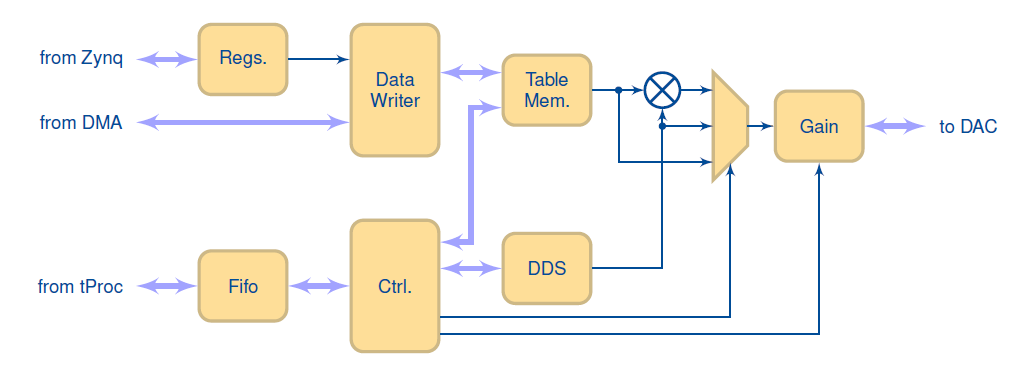 from Zynq
Regs.
Data
Writer
Table
Mem.
from DMA
Gain
to DAC
from tProc
Fifo
Ctrl.
DDS